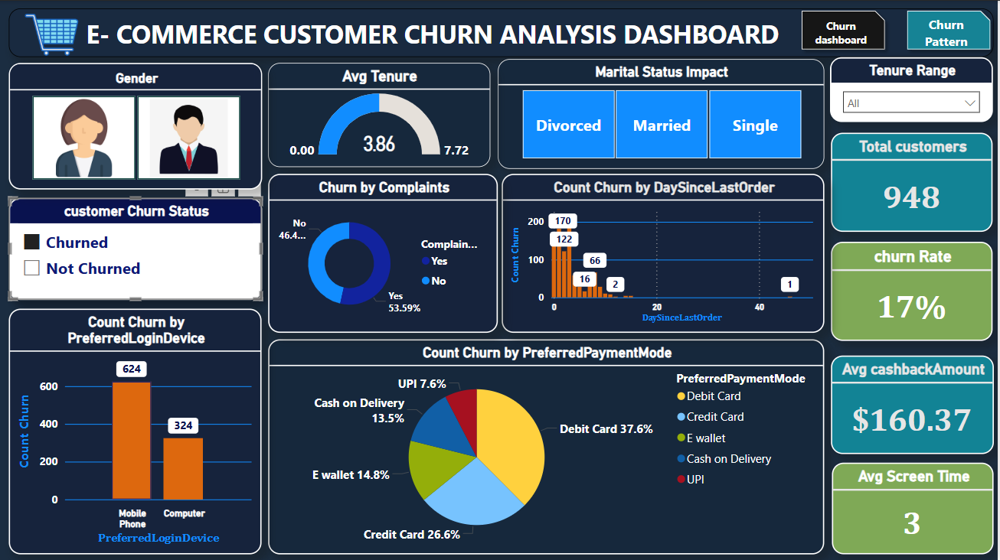 E- COMMERCE CUSTOMER CHURN ANALYSIS DASHBOARD
Churn
dashboard
Churn
Pattern
Gender
Avg Tenure
0.00
3.86
7.72
Marital Status Impact
Divorced
Married
Single
Tenure Range
All
Total customers
948
customer Churn Status
Churned
Not Churned
Churn by Complaints
No
46.4...
Yes
53.59%
Complain...
Yes
No
Count Churn by DaySinceLastOrder
Count Churn
200
100
0
170
122
16
66
2
1
0
20
40
DaySinceLastOrder
churn Rate
17%
Count Churn by
PreferredLoginDevice
Count Churn
600
400
200
0
624
324
Mobile
Phone
Computer
PreferredLoginDevice
Count Churn by PreferredPaymentMode
UPI 7.6%
Cash on Delivery
13.5%
E wallet 14.8%
Credit Card 26.6%
Debit Card 37.6%
PreferredPaymentMode
Debit Card
Credit Card
E wallet
Cash on Delivery
UPI
Avg cashbackAmount
$160.37
Avg Screen Time
3